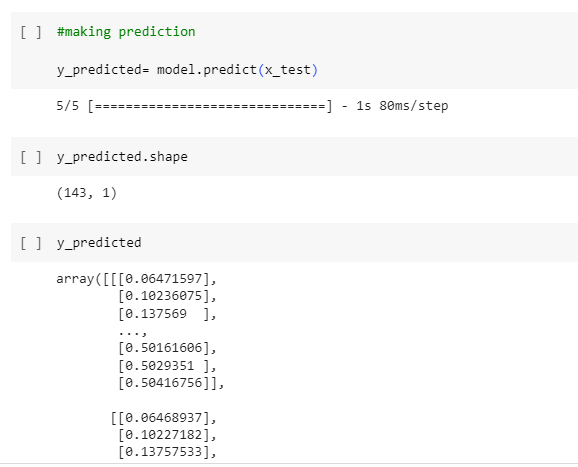 [ ] #making prediction
y_predicted= model.predict(x_test)
5/5 [==============================] - 1s 80ms/step
[ ] y_predicted.shape
(143, 1)
[ ] y_predicted
array([[[0.06471597],
[0.10236075],
[0.137569  ],
...,
[0.50161606],
[0.5029351 ],
[0.50416756]],
[[0.06468937],
[0.10227182],
[0.13757533],